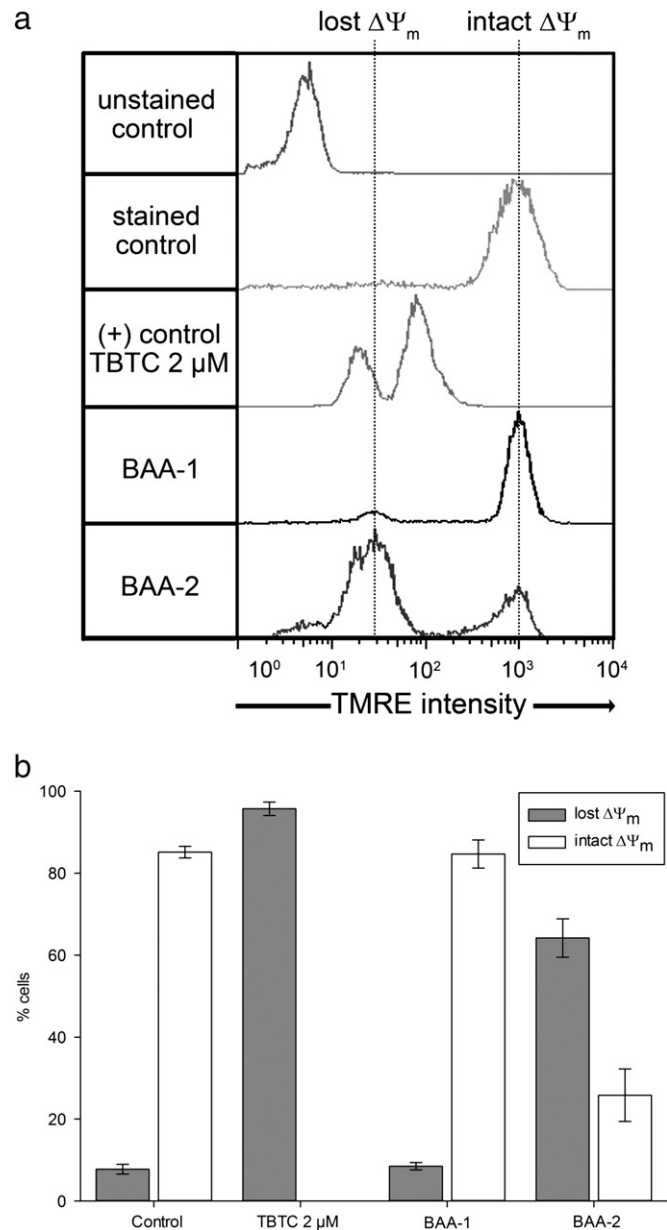 a
lost ΔΨm intact ΔΨm
unstained
control
stained
control
(+) control
TBTC 2 µM
BAA-1
BAA-2
10⁰ 10¹ 10² 10³ 10⁴
TMRE intensity
b
100
80
60
40
20
0
% cells
lost ΔΨm
intact ΔΨm
Control TBTC 2 µM BAA-1 BAA-2